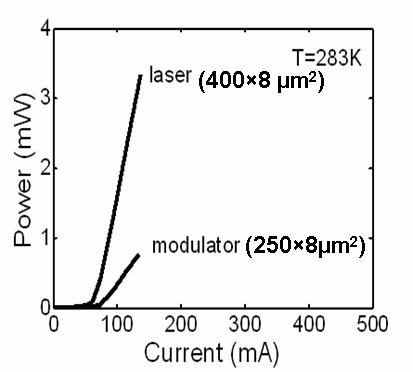 4
T=283K
laser (400×8 μm²)
3
Power (mW)
2
1
modulator (250×8μm²)
0
0 100 200 300 400 500
Current (mA)